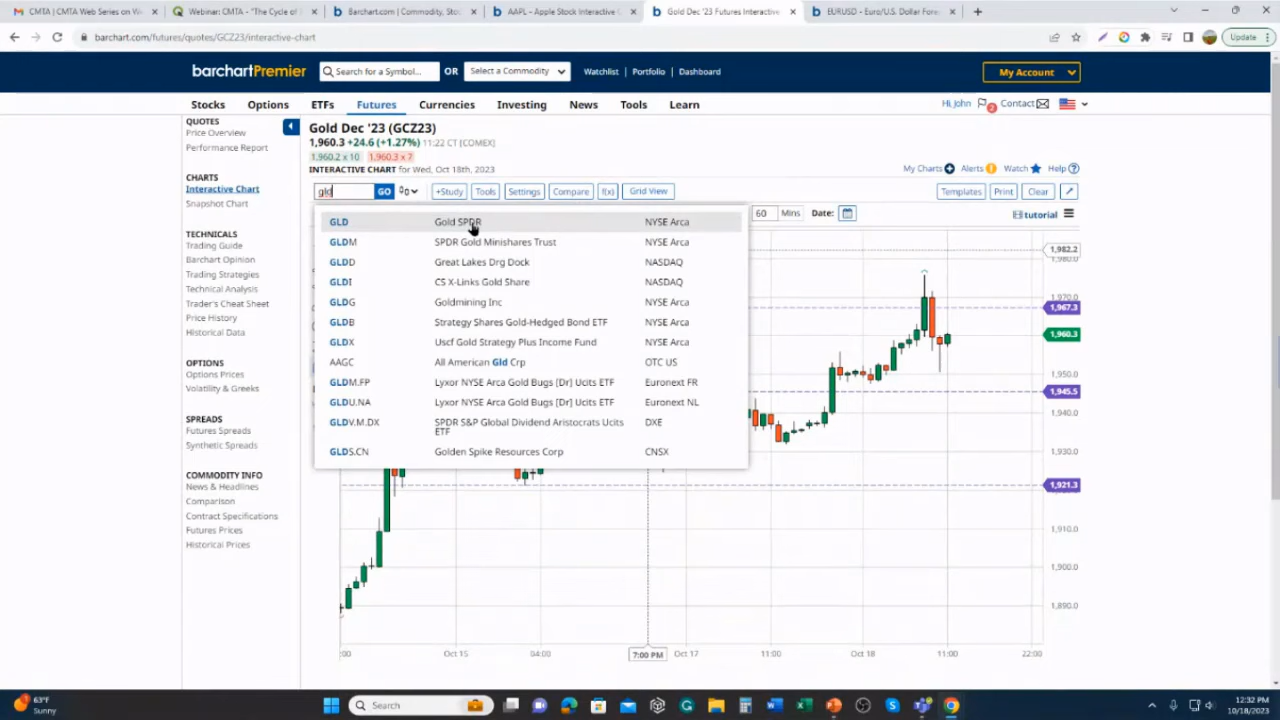 CMTA | CMTA Web Series on W
Webinar: CMTA - "The Cycle of
Barchart.com | Commodity, Stoc
AAPL - Apple Stock Interactive
Gold Dec '23 Futures Interactive
EURUSD - Euro/U.S. Dollar Fore
barchart.com/futures/quotes/GCZ23/interactive-chart
Update
barchartPremier
Search for a Symbol...
OR
Select a Commodity
Watchlist | Portfolio | Dashboard
My Account
Stocks Options ETFs Futures Currencies Investing News Tools Learn
Hi John
2
Contact
QUOTES
Price Overview
Performance Report
CHARTS
Interactive Chart
Snapshot Chart
TECHNICALS
Trading Guide
Barchart Opinion
Trading Strategies
Technical Analysis
Trader's Cheat Sheet
Price History
Historical Data
OPTIONS
Options Prices
Volatility & Greeks
SPREADS
Futures Spreads
Synthetic Spreads
COMMODITY INFO
News & Headlines
Comparison
Contract Specifications
Futures Prices
Historical Prices
Gold Dec '23 (GCZ23)
1,960.3 +24.6 (+1.27%) 11:22 CT [COMEX]
1,960.2 x 10 1,960.3 x 7
INTERACTIVE CHART for Wed, Oct 18th, 2023
My Charts Alerts Watch Help
gld GO +Study Tools Settings Compare f(x) Grid View Templates Print Clear
60 Mins Date: tutorial
GLD Gold SPDR NYSE Arca
GLDM SPDR Gold Minishares Trust NYSE Arca
GLDD Great Lakes Drg Dock NASDAQ
GLDI CS X-Links Gold Share NASDAQ
GLDG Goldmining Inc NYSE Arca
GLDB Strategy Shares Gold-Hedged Bond ETF NYSE Arca
GLDX Uscf Gold Strategy Plus Income Fund NYSE Arca
AAGC All American Gld Crp OTC US
GLDM.FP Lyxor NYSE Arca Gold Bugs [Dr] Ucits ETF Euronext FR
GLDU.NA Lyxor NYSE Arca Gold Bugs [Dr] Ucits ETF Euronext NL
GLDV.M.DX SPDR S&P Global Dividend Aristocrats Ucits ETF DXE
GLDS.CN Golden Spike Resources Corp CNSX
1,982.2
1,980.0
1,970.0
1,967.3
1,960.3
1,950.0
1,945.5
1,940.0
1,930.0
1,921.3
1,910.0
1,900.0
1,890.0
:00 Oct 15 04:00 7:00 PM Oct 17 11:00 Oct 18 11:00 22:00
63°F
Sunny
Search
12:32 PM
10/18/2023